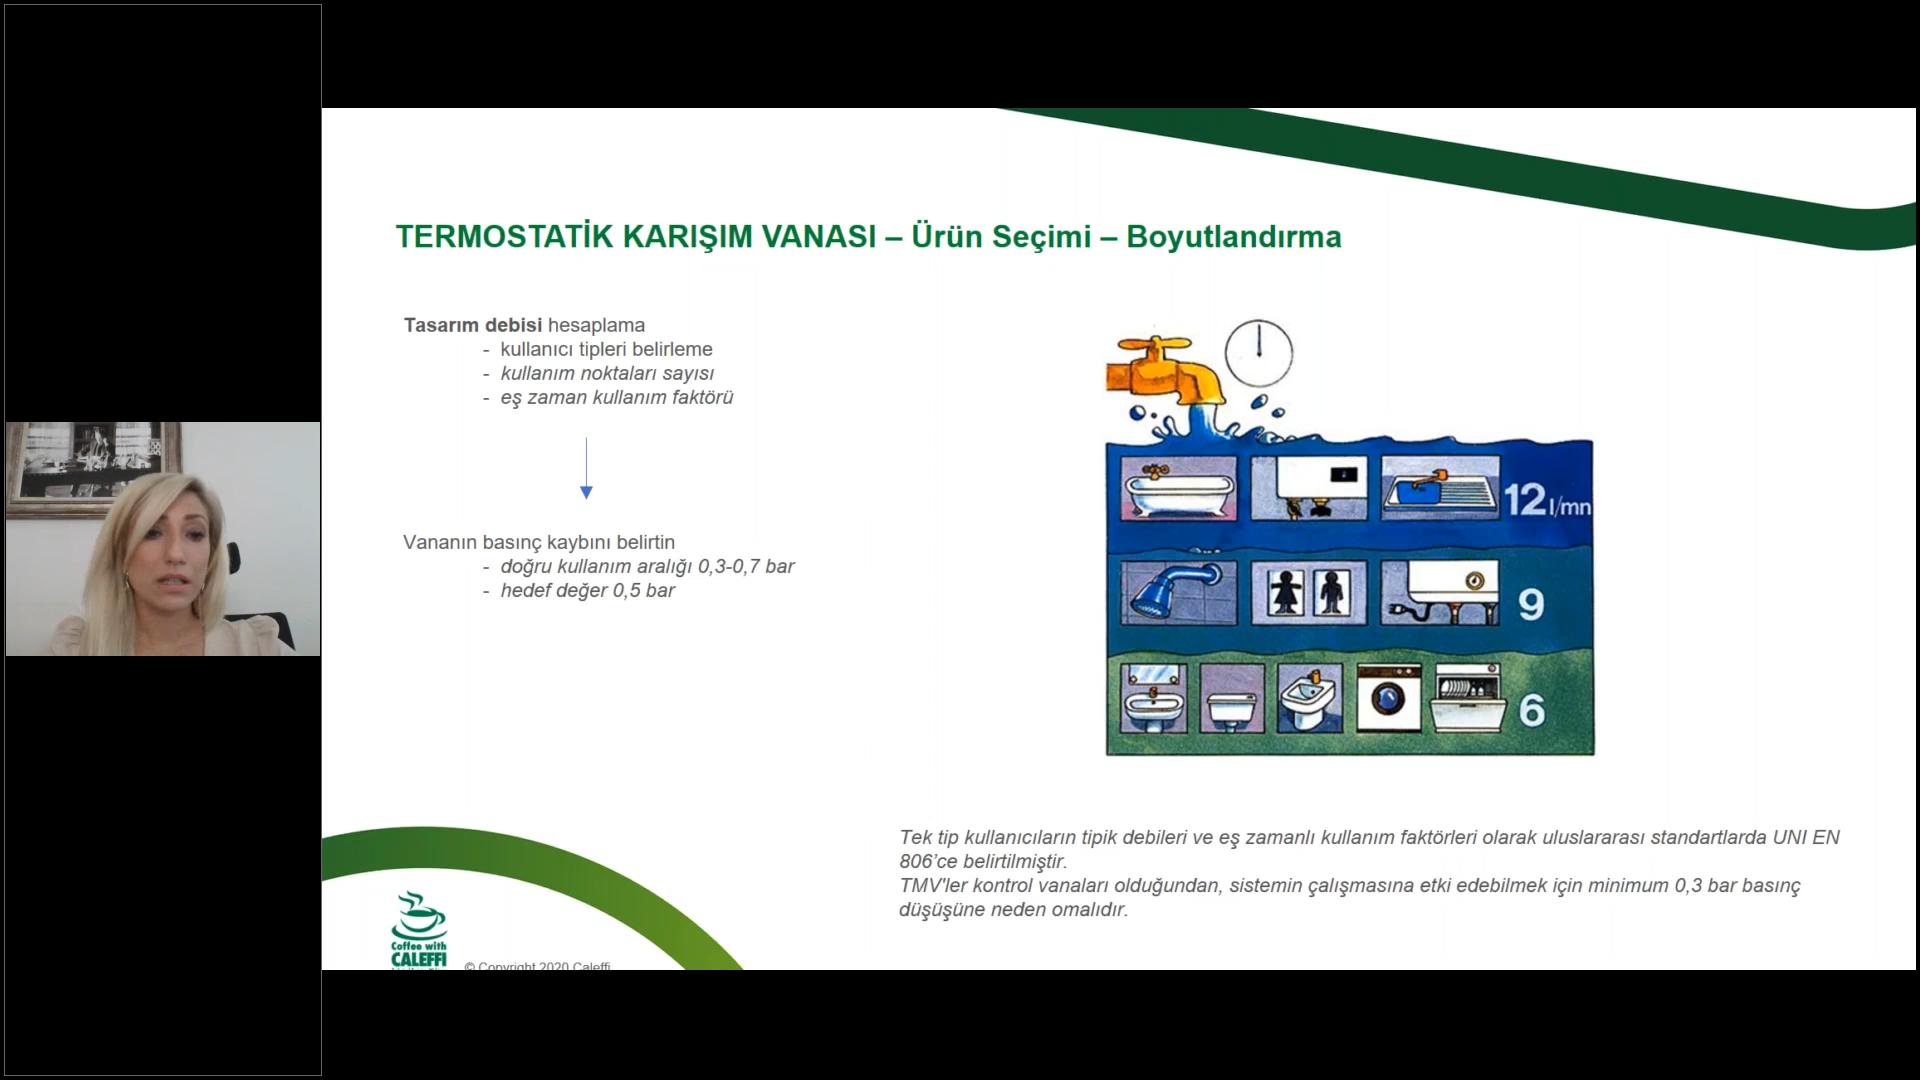 TERMOSTATİK KARIŞIM VANASI – Ürün Seçimi – Boyutlandırma
Tasarım debisi hesaplama
- kullanıcı tipleri belirleme
- kullanım noktaları sayısı
- eş zaman kullanım faktörü
Vananın basınç kaybını belirtin
- doğru kullanım aralığı 0,3-0,7 bar
- hedef değer 0,5 bar
12 l/mn
9
6
Tek tip kullanıcıların tipik debileri ve eş zamanlı kullanım faktörleri olarak uluslararası standartlarda UNI EN
806’ce belirtilmiştir.
TMV'ler kontrol vanaları olduğundan, sistemin çalışmasına etki edebilmek için minimum 0,3 bar basınç
düşüşüne neden omalıdır.
Coffee with
CALEFFI
© Copyright 2020 Caleffi